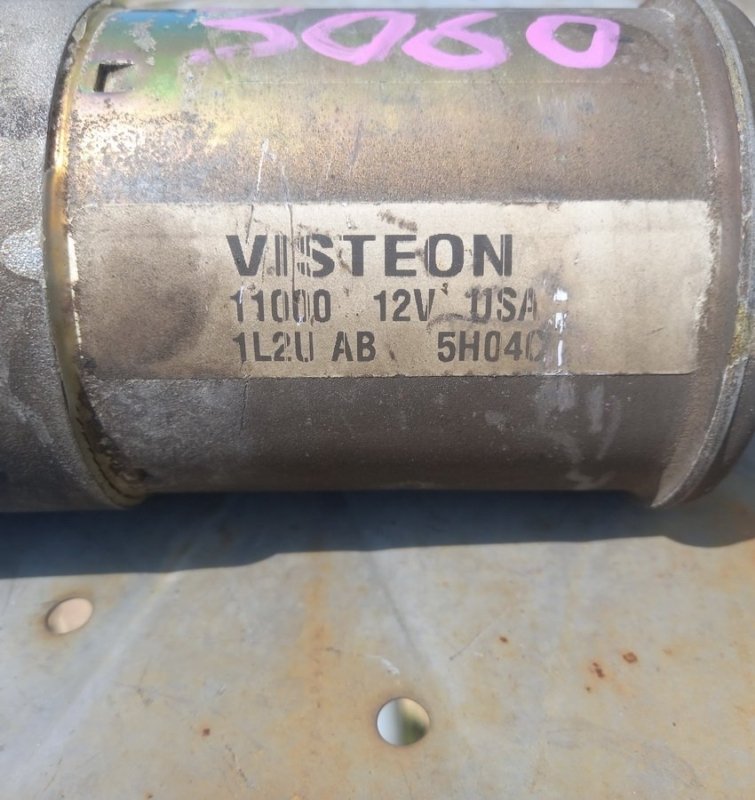 5060
VISTEON
11000 12V USA
1L2U AB 5H04C